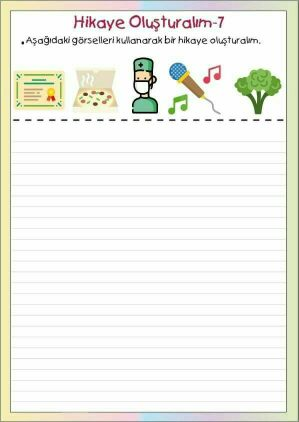 Hikaye Oluşturalım-7
.Aşağıdaki görselleri kullanarak bir hikaye oluşturalım.